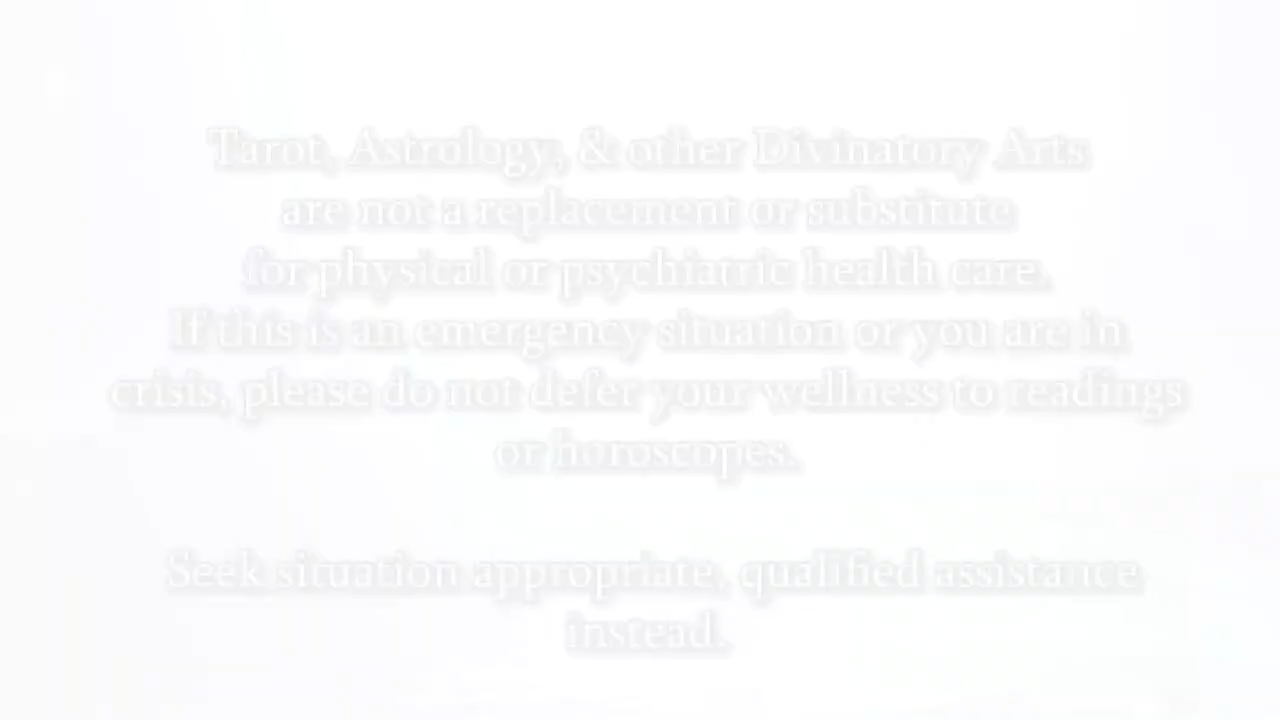 Tarot, Astrology, & other Divinatory Arts
are not a replacement or substitute
for physical or psychiatric health care.
If this is an emergency situation or you are in
crisis, please do not defer your wellness to readings
or horoscopes.
Seek situation appropriate, qualified assistance
instead.